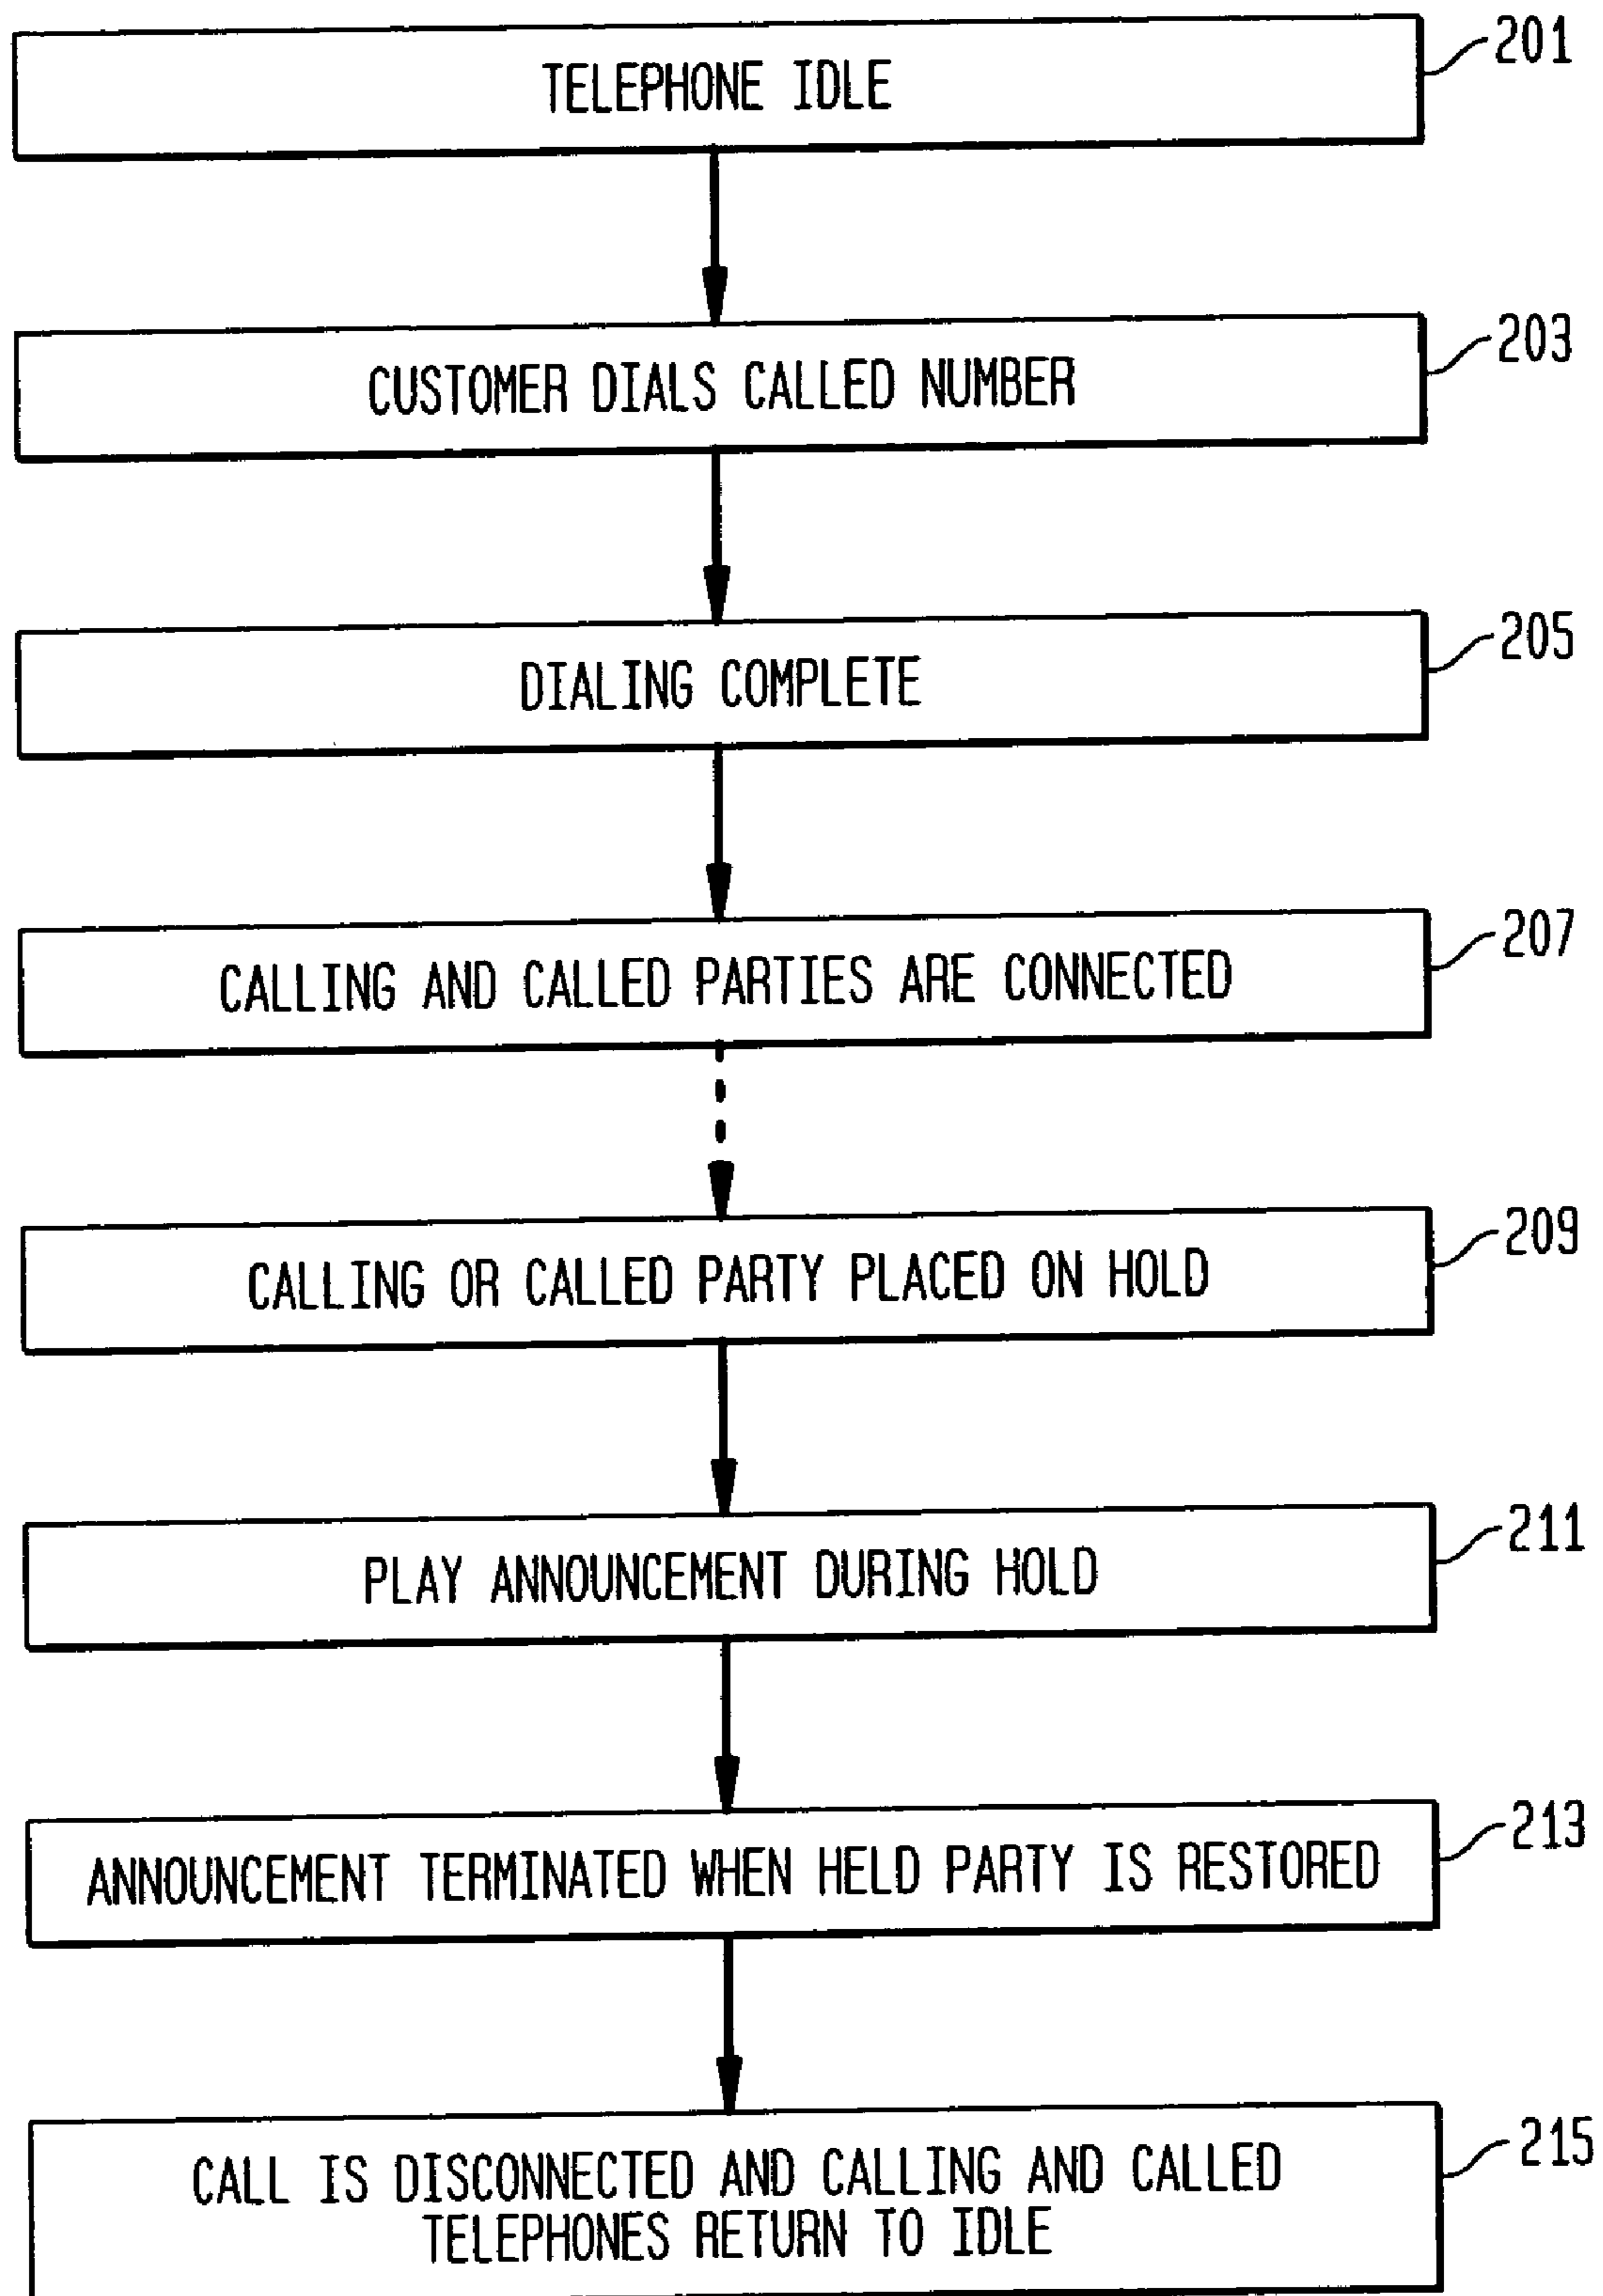 TELEPHONE IDLE
201
CUSTOMER DIALS CALLED NUMBER
203
DIALING COMPLETE
205
CALLING AND CALLED PARTIES ARE CONNECTED
207
CALLING OR CALLED PARTY PLACED ON HOLD
209
PLAY ANNOUNCEMENT DURING HOLD
211
ANNOUNCEMENT TERMINATED WHEN HELD PARTY IS RESTORED
213
CALL IS DISCONNECTED AND CALLING AND CALLED
TELEPHONES RETURN TO IDLE
215